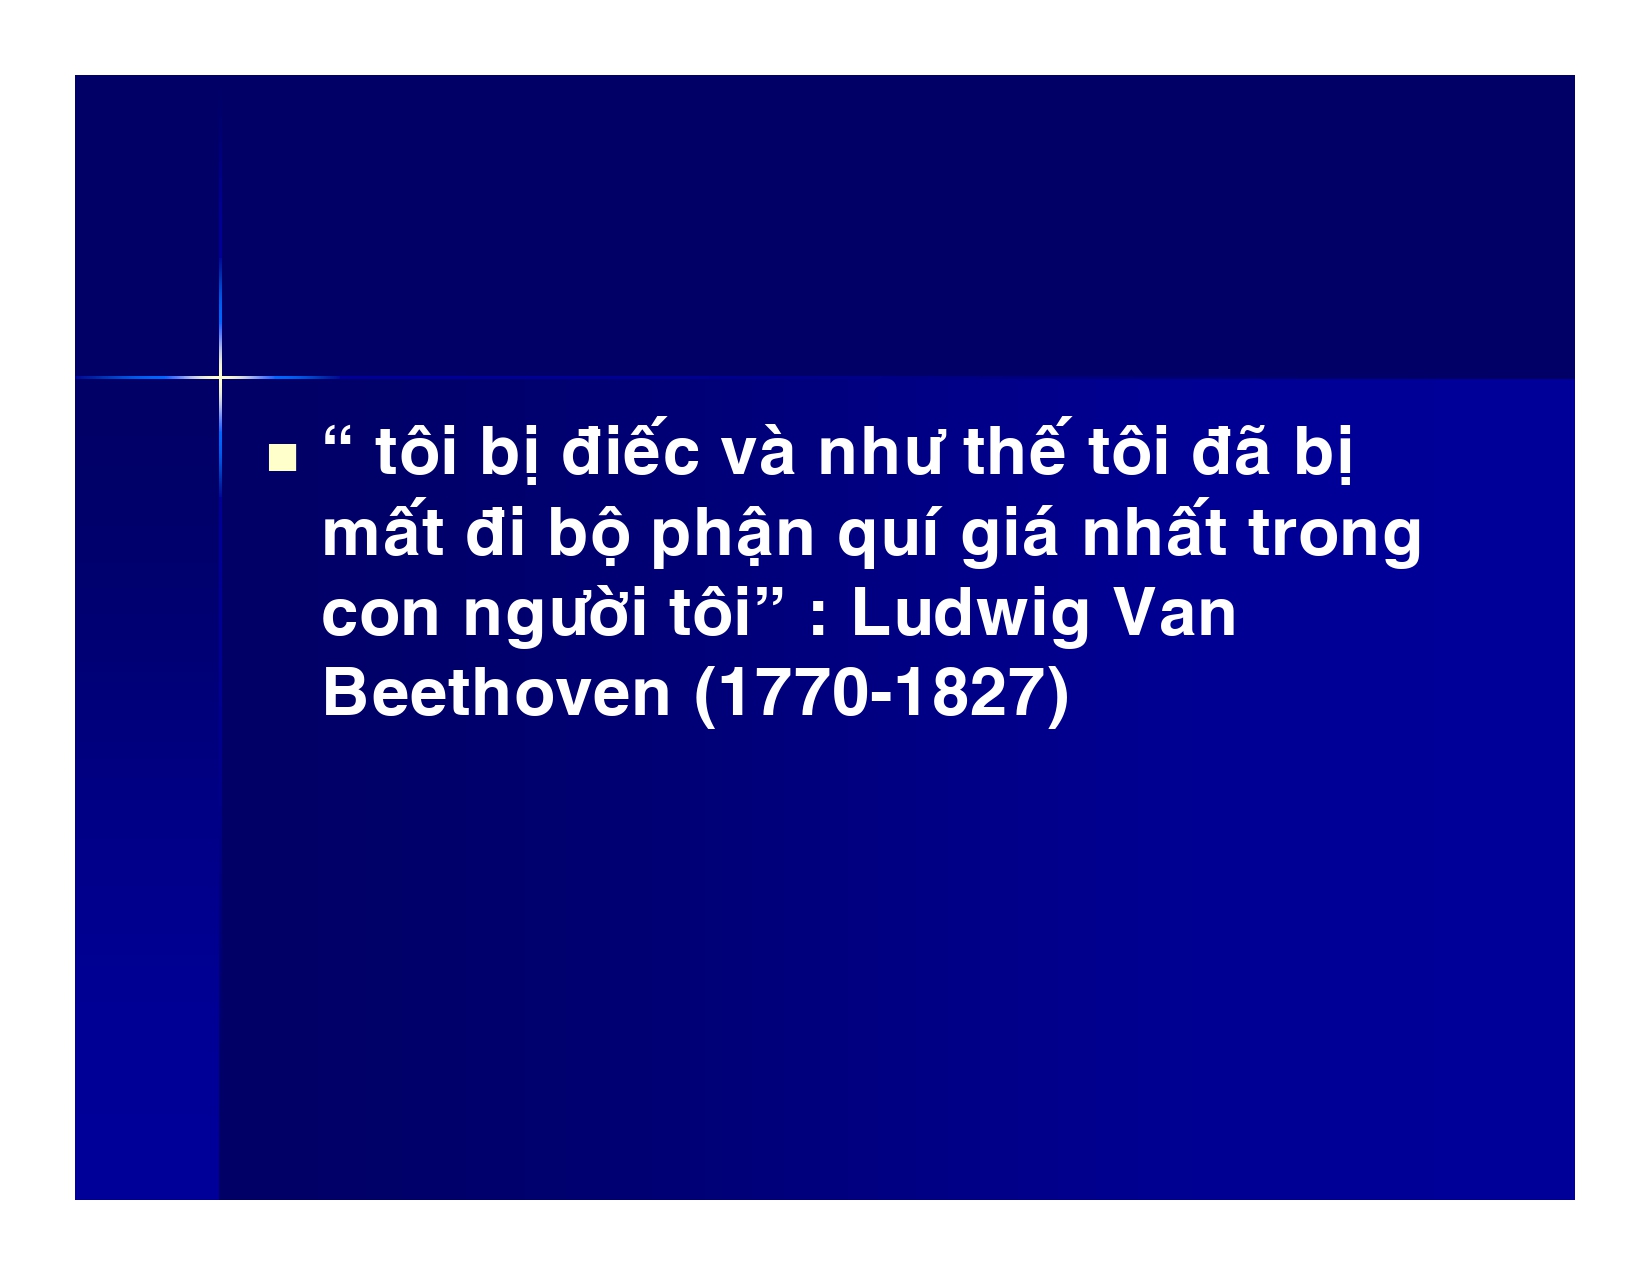 “ tôi bị điếc và như thế tôi đã bị
mất đi bộ phận quí giá nhất trong
con người tôi” : Ludwig Van
Beethoven (1770-1827)